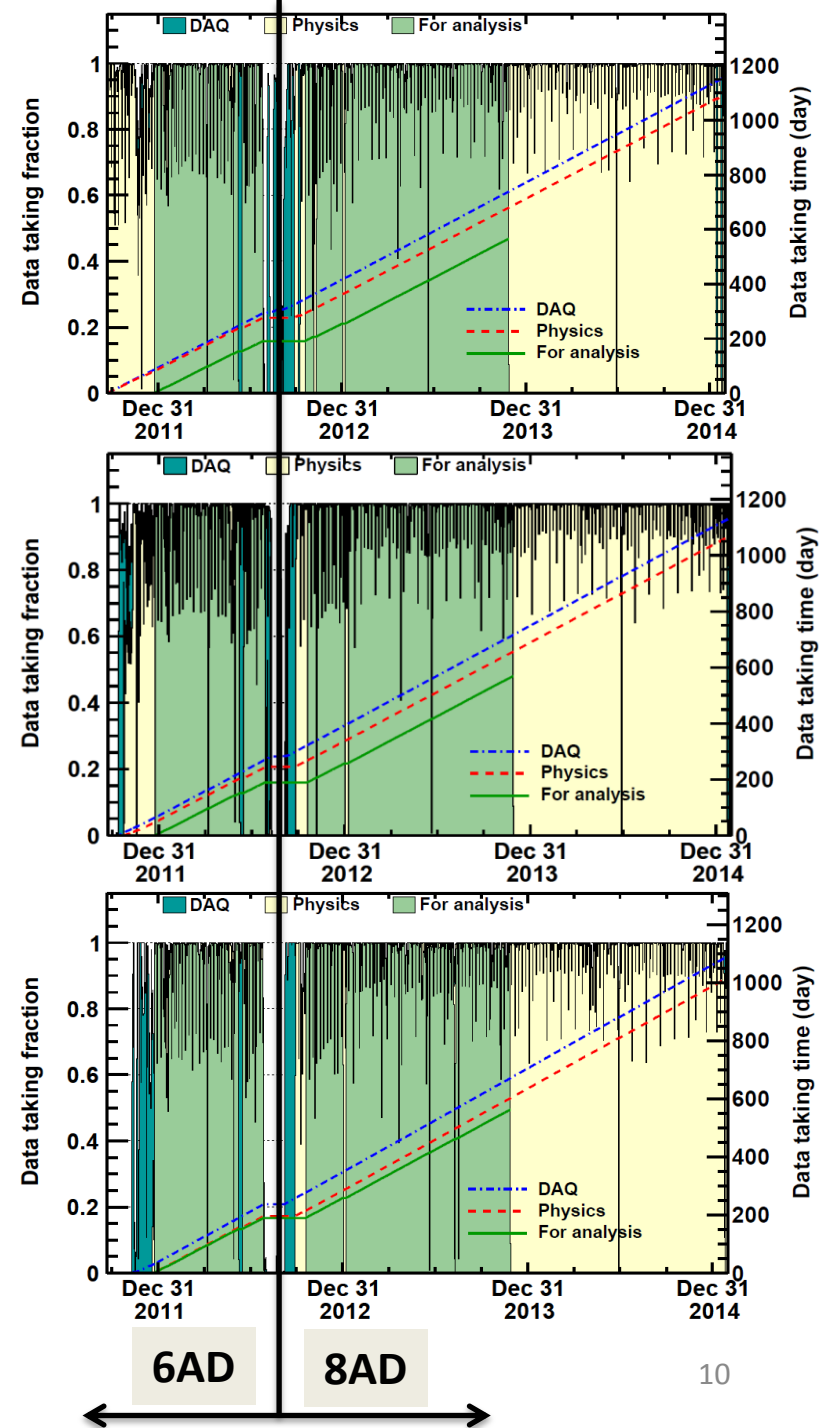 DAQ Physics For analysis
1 1200
0.8 1000
0.6 800
0.4 600
0.2 400
0 200
0
Data taking fraction
Data taking time (day)
DAQ
Physics
For analysis
Dec 31 Dec 31 Dec 31 Dec 31
2011 2012 2013 2014
DAQ Physics For analysis
1 1200
0.8 1000
0.6 800
0.4 600
0.2 400
0 200
0
Data taking fraction
Data taking time (day)
DAQ
Physics
For analysis
Dec 31 Dec 31 Dec 31 Dec 31
2011 2012 2013 2014
DAQ Physics For analysis
1 1200
0.8 1000
0.6 800
0.4 600
0.2 400
0 200
0
Data taking fraction
Data taking time (day)
DAQ
Physics
For analysis
Dec 31 Dec 31 Dec 31 Dec 31
2011 2012 2013 2014
6AD 8AD
10